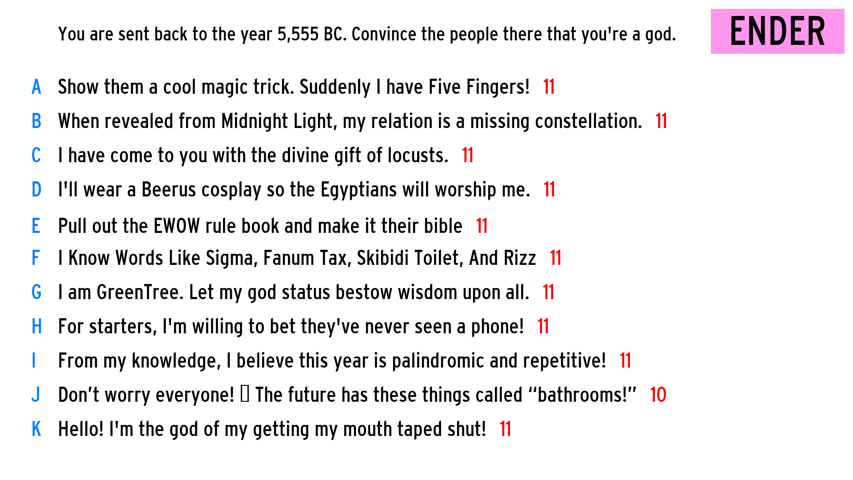 You are sent back to the year 5,555 BC. Convince the people there that you're a god.
ENDER
A Show them a cool magic trick. Suddenly I have Five Fingers! 11
B When revealed from Midnight Light, my relation is a missing constellation. 11
C I have come to you with the divine gift of locusts. 11
D I'll wear a Beerus cosplay so the Egyptians will worship me. 11
E Pull out the EWOW rule book and make it their bible 11
F I Know Words Like Sigma, Fanum Tax, Skibidi Toilet, And Rizz 11
G I am GreenTree. Let my god status bestow wisdom upon all. 11
H For starters, I'm willing to bet they've never seen a phone! 11
I From my knowledge, I believe this year is palindromic and repetitive! 11
J Don’t worry everyone! ▯ The future has these things called “bathrooms!” 10
K Hello! I'm the god of my getting my mouth taped shut! 11